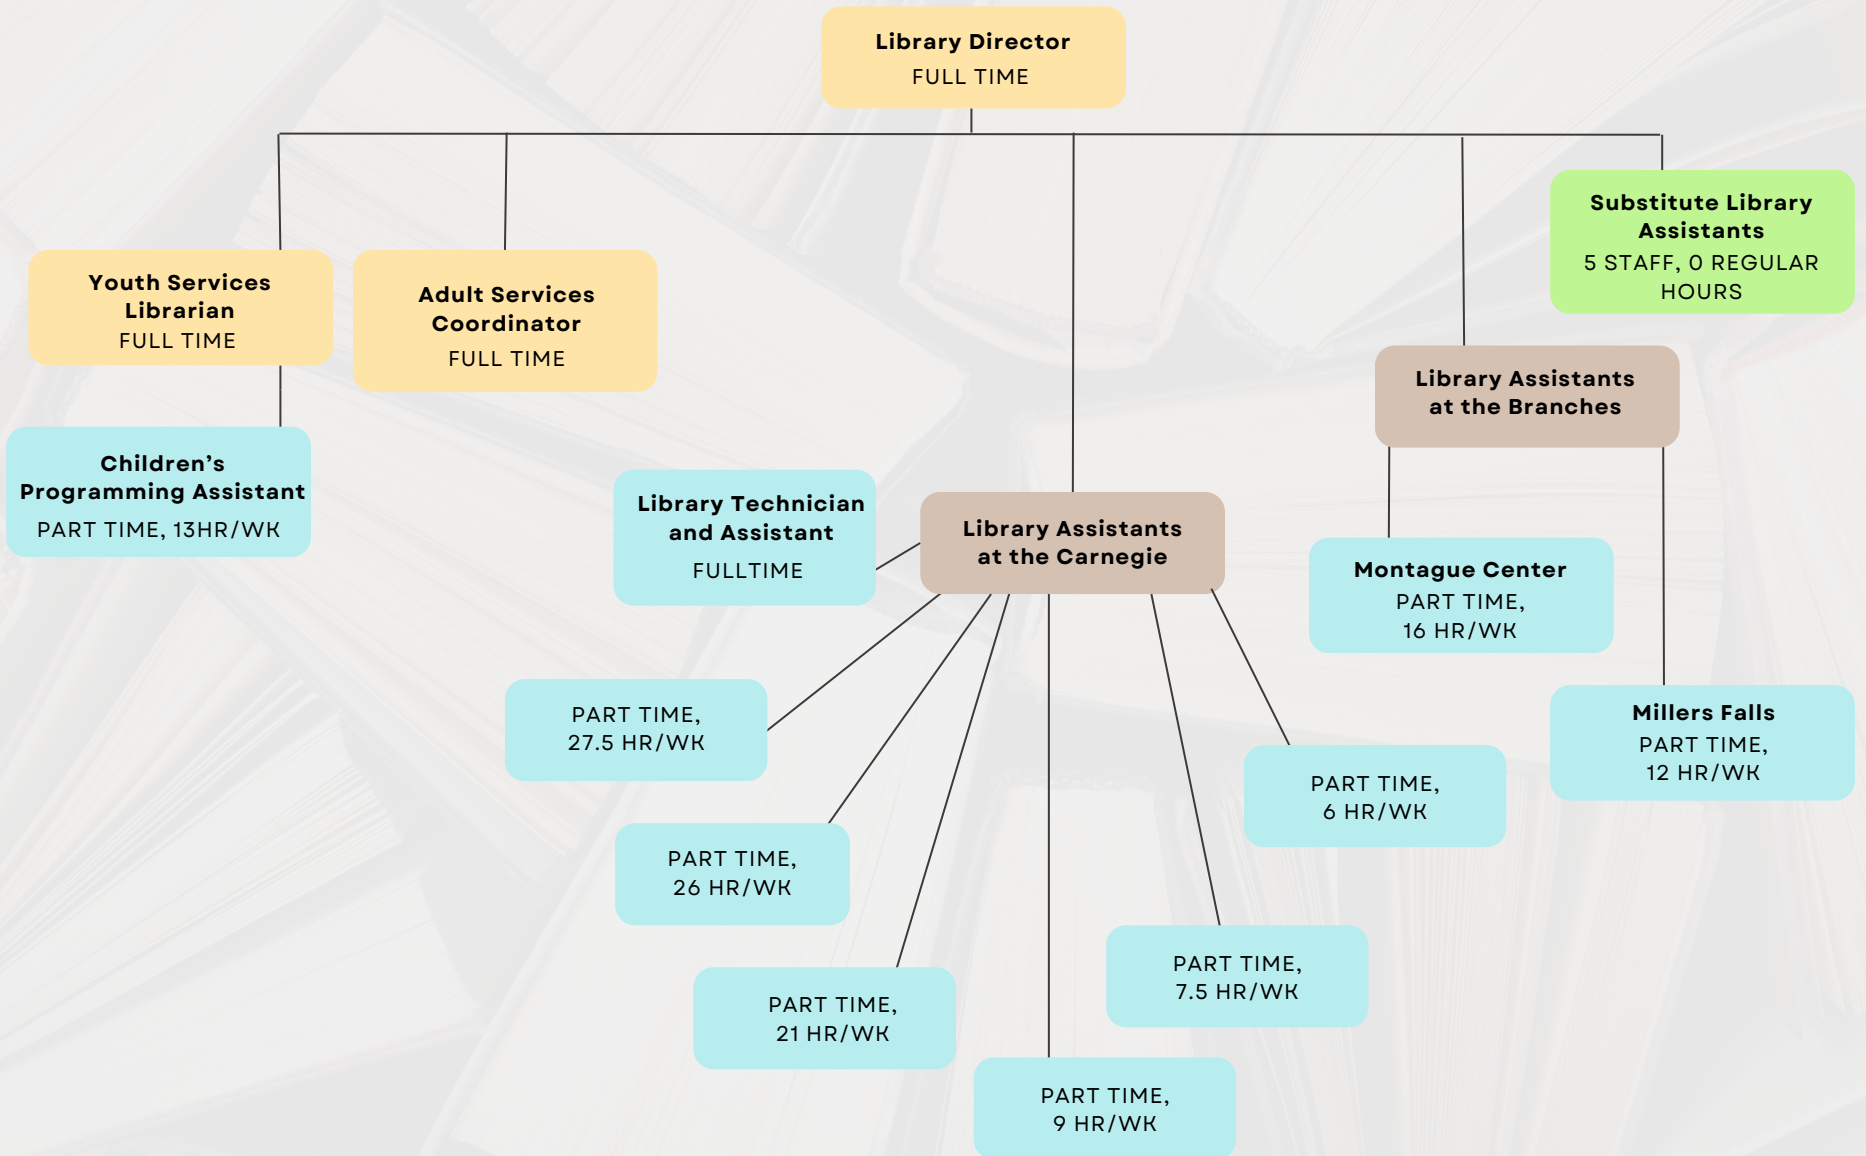 Library Director
FULL TIME
Substitute Library
Assistants
5 STAFF, 0 REGULAR
HOURS
Youth Services
Librarian
FULL TIME
Adult Services
Coordinator
FULL TIME
Library Assistants
at the Branches
Children’s
Programming Assistant
PART TIME, 13HR/WK
Library Technician
and Assistant
FULLTIME
Library Assistants
at the Carnegie
Montague Center
PART TIME,
16 HR/WK
PART TIME,
27.5 HR/WK
Millers Falls
PART TIME,
12 HR/WK
PART TIME,
6 HR/WK
PART TIME,
26 HR/WK
PART TIME,
7.5 HR/WK
PART TIME,
21 HR/WK
PART TIME,
9 HR/WK